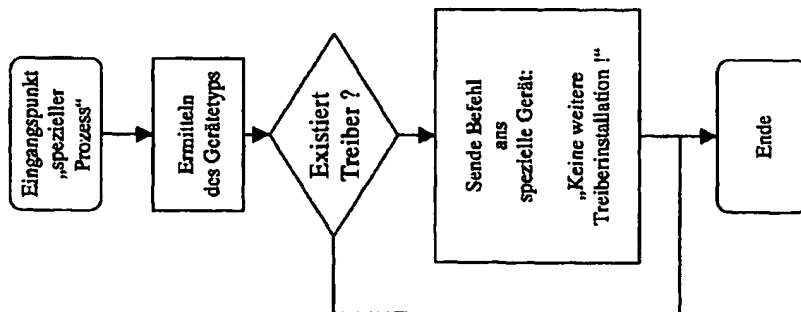 Eingangspunkt
„spezieller
Prozess“
Ermitteln
des Gerätetyps
Existiert
Treiber ?
Sende Befehl
ans
spezielle Gerät:
„Keine weitere
Treiberinstallation !“
Ende